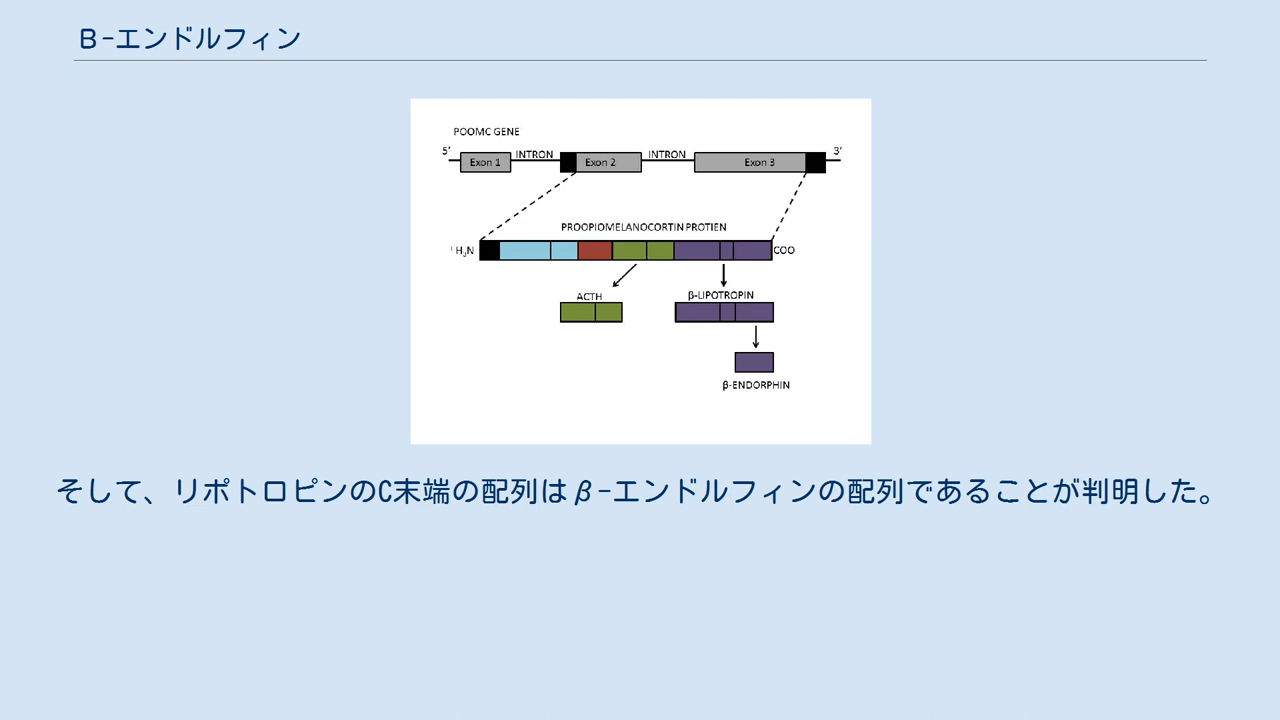 Β-エンドルフィン
POOMC GENE
5' Exon 1 INTRON Exon 2 INTRON Exon 3 3'
PROOPIOMELANOCORTIN PROTIEN
H₃N COO
ACTH β-LIPOTROPIN
β-ENDORPHIN
そして、リポトロピンのC末端の配列はβ-エンドルフィンの配列であることが判明した。